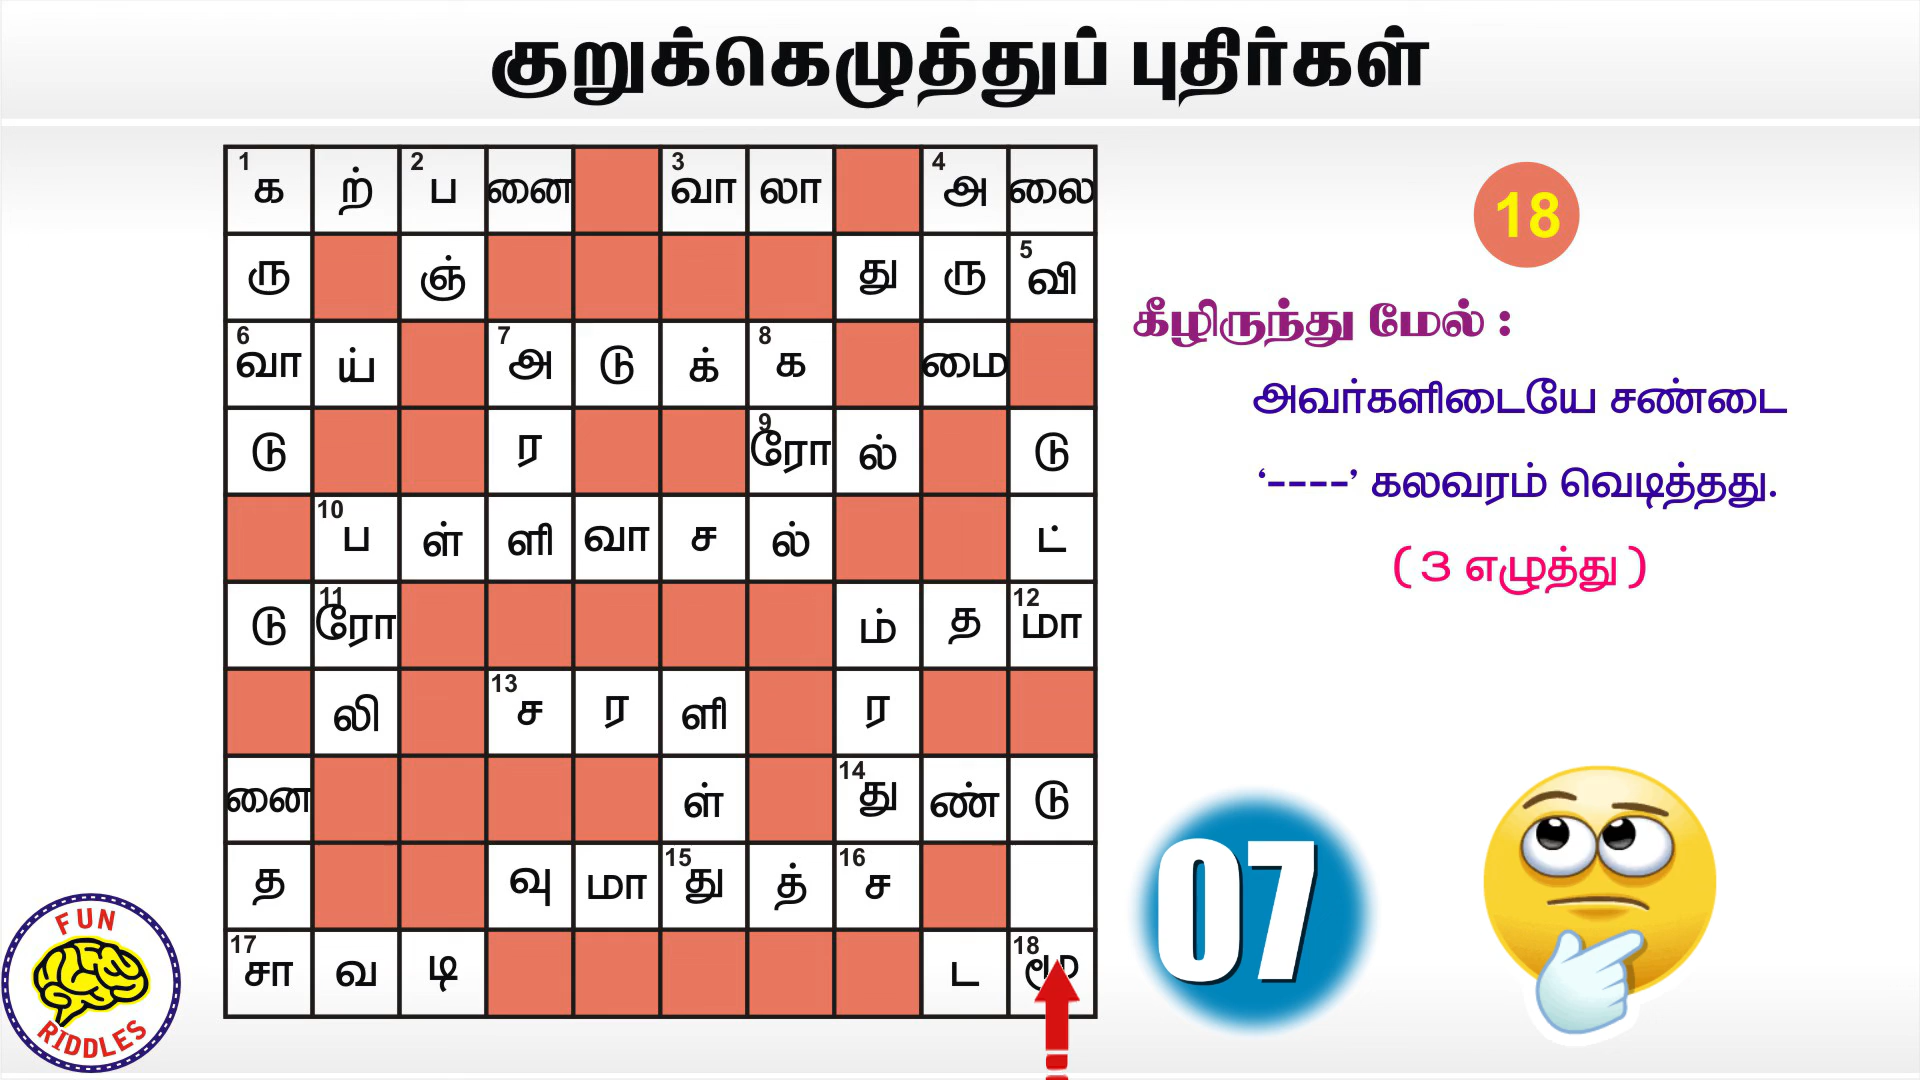 குறுக்கெழுத்துப் புதிர்கள்
1 க ற் 2 ப னை 3 வா லா 4 அ லை
ரு ஞ் து ரு 5 வி
6 வா ய் 7 அ டு க் 8 க மை
டு ர 9 ரோ ல் டு
10 ப ள் ளி வா ச ல் ட்
டு 11 ரோ ம் த 12 மா
லி 13 ச ர ளி ர
னை ள் 14 து ண் டு
த வு மா 15 து த் 16 ச
17 சா வ டி ட 18 மூ
18
கீழிருந்து மேல் :
அவர்களிடையே சண்டை
‘----’ கலவரம் வெடித்தது.
( 3 எழுத்து )
07
FUN
RIDDLES